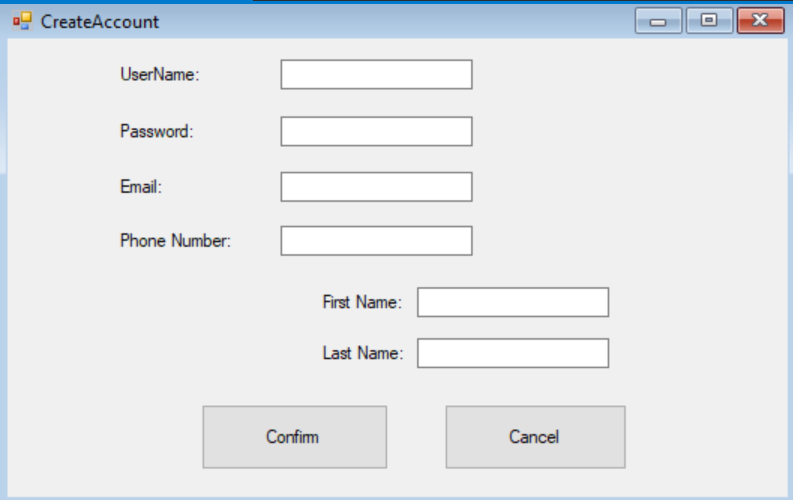 CreateAccount
UserName:
Password:
Email:
Phone Number:
First Name:
Last Name:
Confirm Cancel